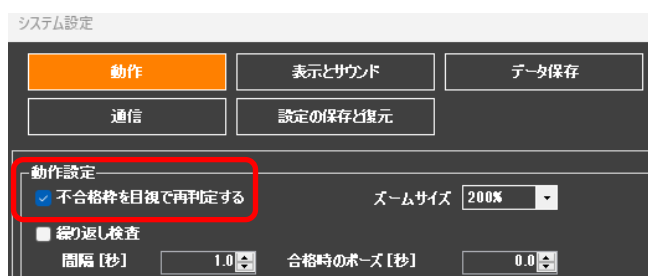 システム設定
動作 表示とサウンド データ保存
通信 設定の保存と復元
動作設定
不合格枠を目視で再判定する ズームサイズ 200%
繰り返し検査
間隔 [秒] 1.0 合格時のポーズ [秒] 0.0